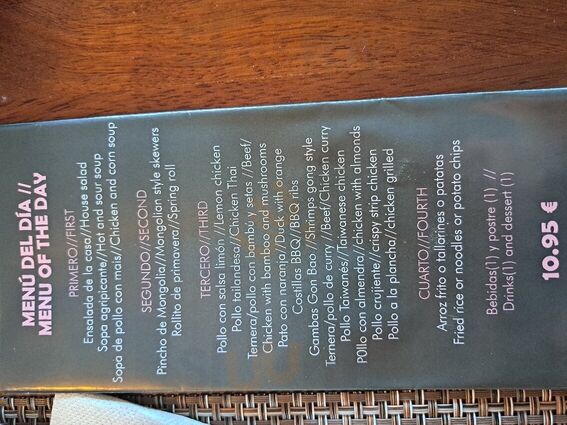 MENÚ DEL DÍA //
MENU OF THE DAY
PRIMERO//FIRST
Ensalada de la casa//House salad
Sopa agripicante//Hot and sour soup
Sopa de pollo con maís//Chicken and corn soup
SEGUNDO//SECOND
Pincho de Mongolia//Mongolian style skewers
Rollito de primavera//Spring roll
TERCERO//THIRD
Pollo con salsa limón //Lemon chicken
Pollo tailandesa//Chicken Thai
Ternera/pollo con bambú y setas //Beef/
Chicken with bamboo and mushrooms
Pato con naranja//Duck with orange
Costillas BBQ//BBQ ribs
Gambas Gon Bao //Shrimps gong style
Ternera/pollo de curry //Beef/Chicken curry
Pollo Taiwanés//Taiwanese chicken
P0llo con almendra//chicken with almonds
Pollo crujiente//crispy strip chicken
Pollo a la plancha//chicken grilled
CUARTO//FOURTH
Arroz frito o tallarines o patatas
Fried rice or noodles or potato chips
Bebidas(1) y postre (1) //
Drinks(1) and dessert (1)
10.95 €